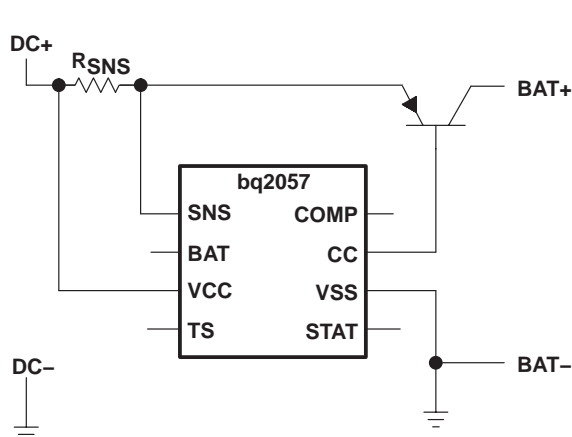 DC+
RSNS
BAT+
bq2057
SNS
COMP
BAT
CC
VCC
VSS
TS
STAT
DC−
BAT−